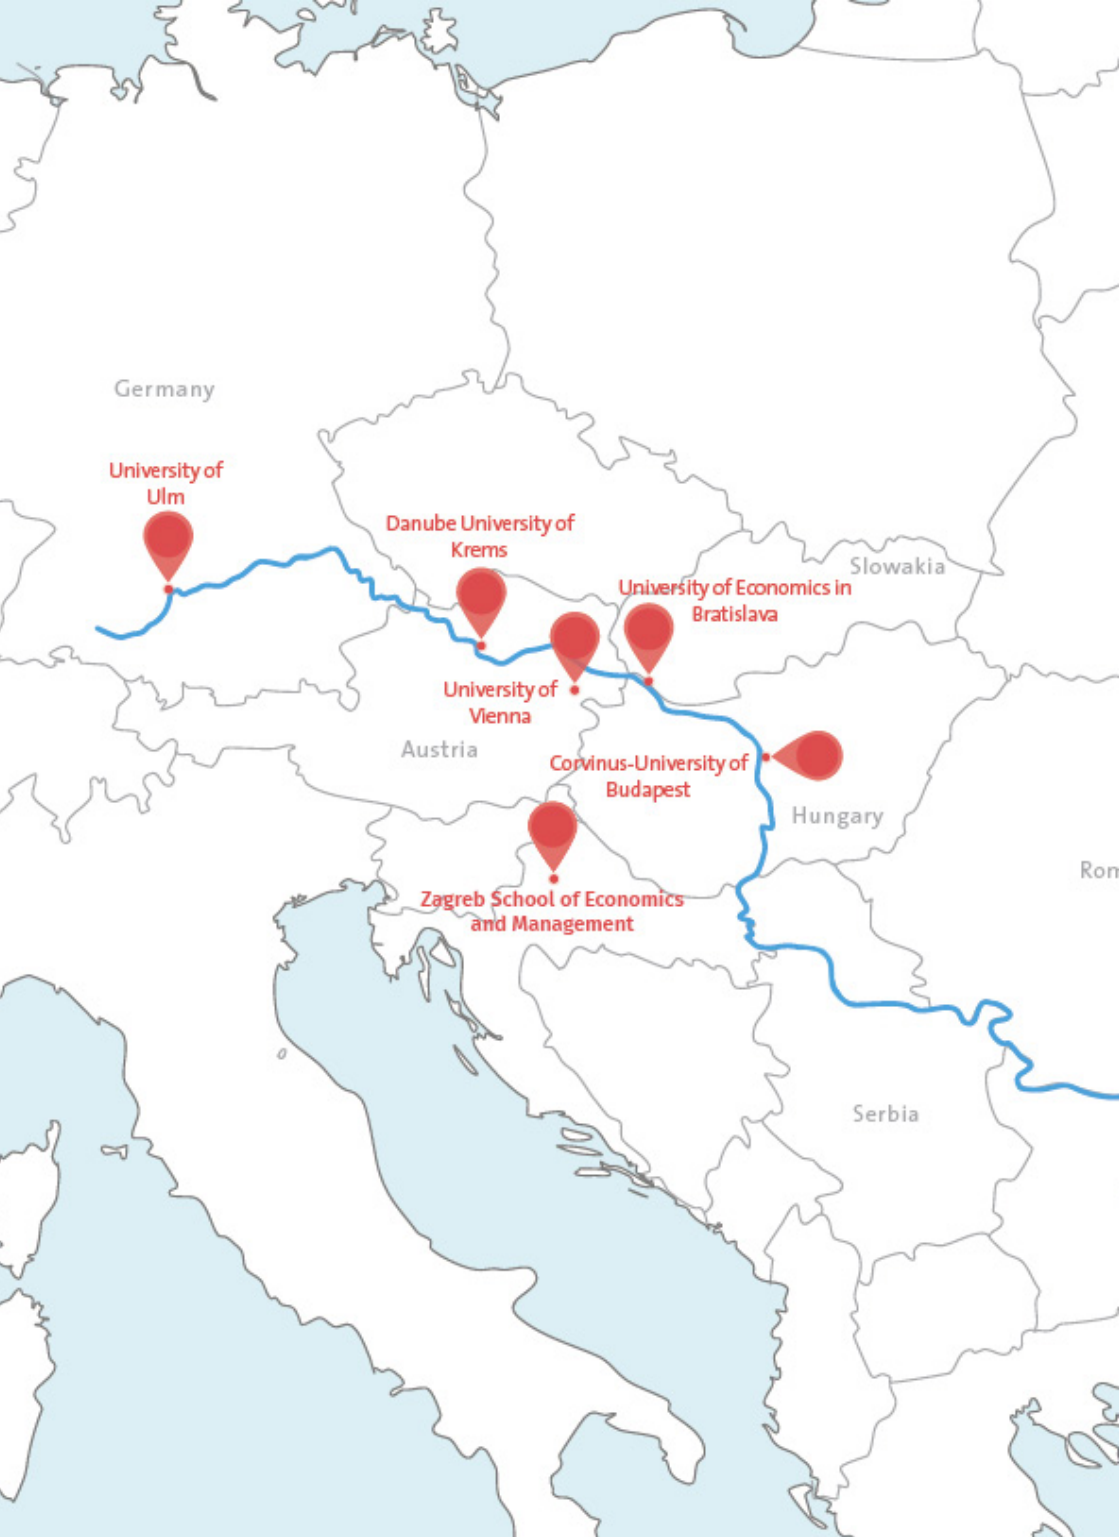 Germany
University of
Ulm
Danube University of
Krems
Slowakia
University of Economics in
Bratislava
University of
Vienna
Austria
Corvinus-University of
Budapest
Hungary
Rom
Zagreb School of Economics
and Management
Serbia